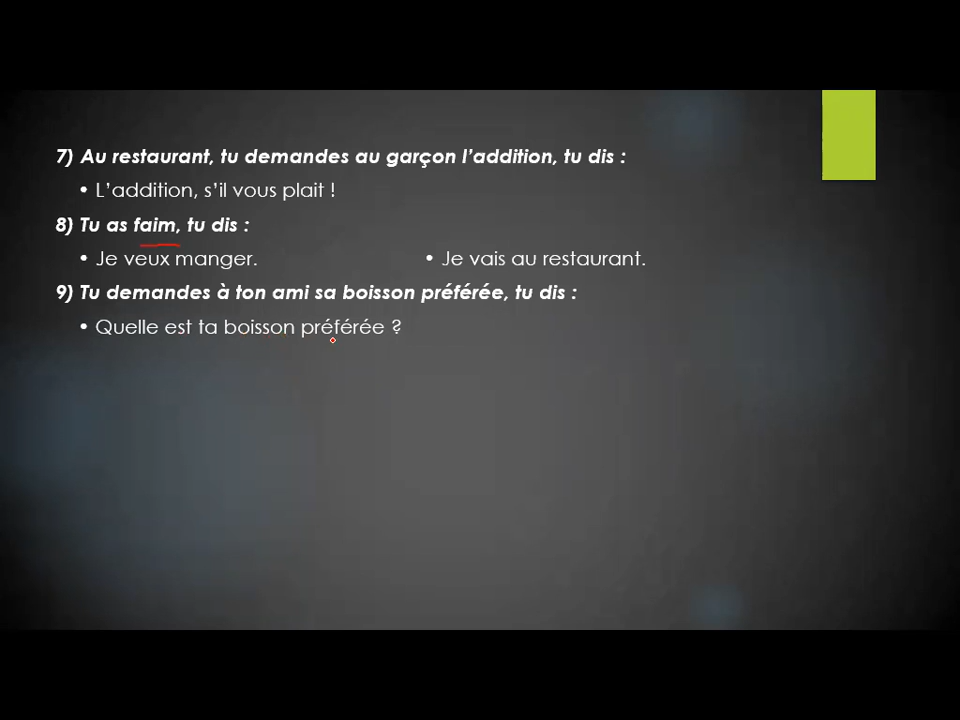 7) Au restaurant, tu demandes au garçon l’addition, tu dis :
• L’addition, s’il vous plait !
8) Tu as faim, tu dis :
• Je veux manger. • Je vais au restaurant.
9) Tu demandes à ton ami sa boisson préférée, tu dis :
• Quelle est ta boisson préférée ?